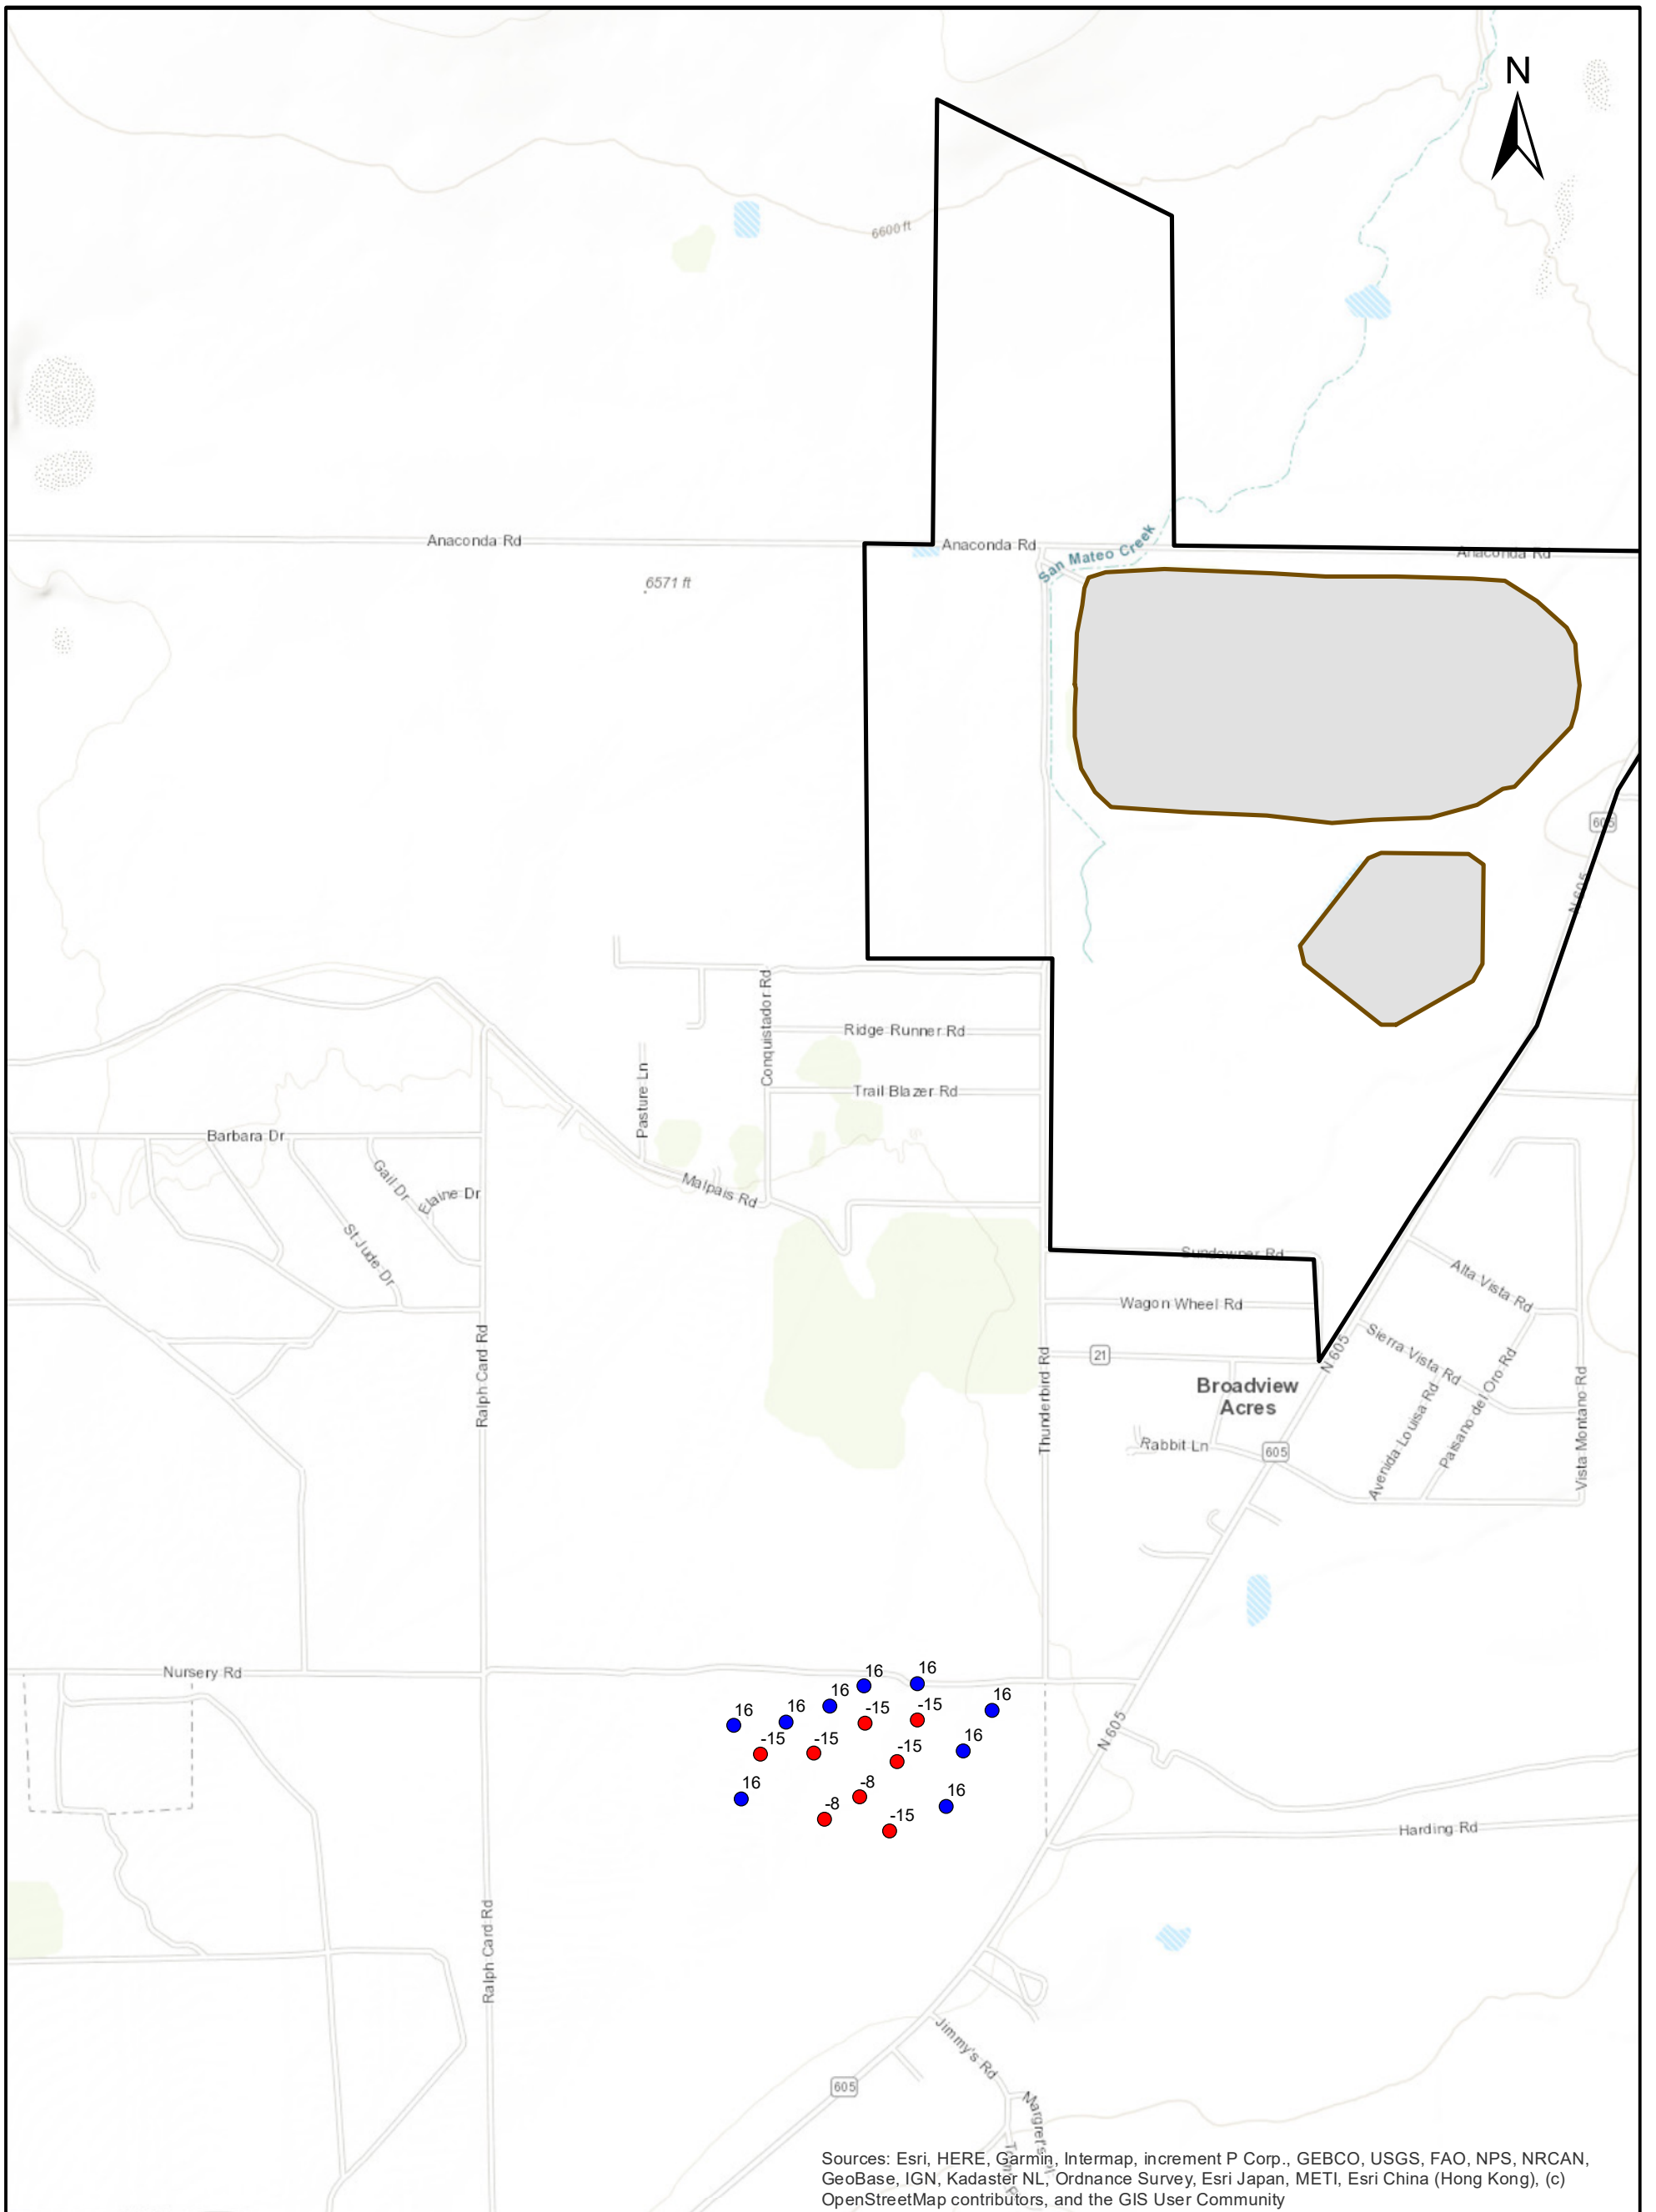 N
6600 ft
Anaconda Rd
Anaconda Rd
San Mateo Creek
Anaconda Rd
6571 ft
605
N 605
Conquistador Rd
Ridge Runner Rd
Pasture Ln
Trail Blazer Rd
Barbara Dr
Gail Dr
Elaine Dr
Malpais Rd
St Jude Dr
Sundowner Rd
Alta Vista Rd
Wagon Wheel Rd
Ralph Card Rd
Thunderbird Rd
21
N 605
Sierra Vista Rd
Broadview
Acres
Avenida Louisa Rd
Paisano del Oro Rd
Vista Montano Rd
Rabbit Ln
605
Nursery Rd
16
16
16
16
16
16
-15
-15
-15
-15
-15
16
N 605
16
-8
16
-8
-15
Harding Rd
Ralph Card Rd
Jimmy's Rd
605
Sources: Esri, HERE, Garmin, Intermap, increment P Corp., GEBCO, USGS, FAO, NPS, NRCAN,
GeoBase, IGN, Kadaster NL, Ordnance Survey, Esri Japan, METI, Esri China (Hong Kong), (c)
OpenStreetMap contributors, and the GIS User Community